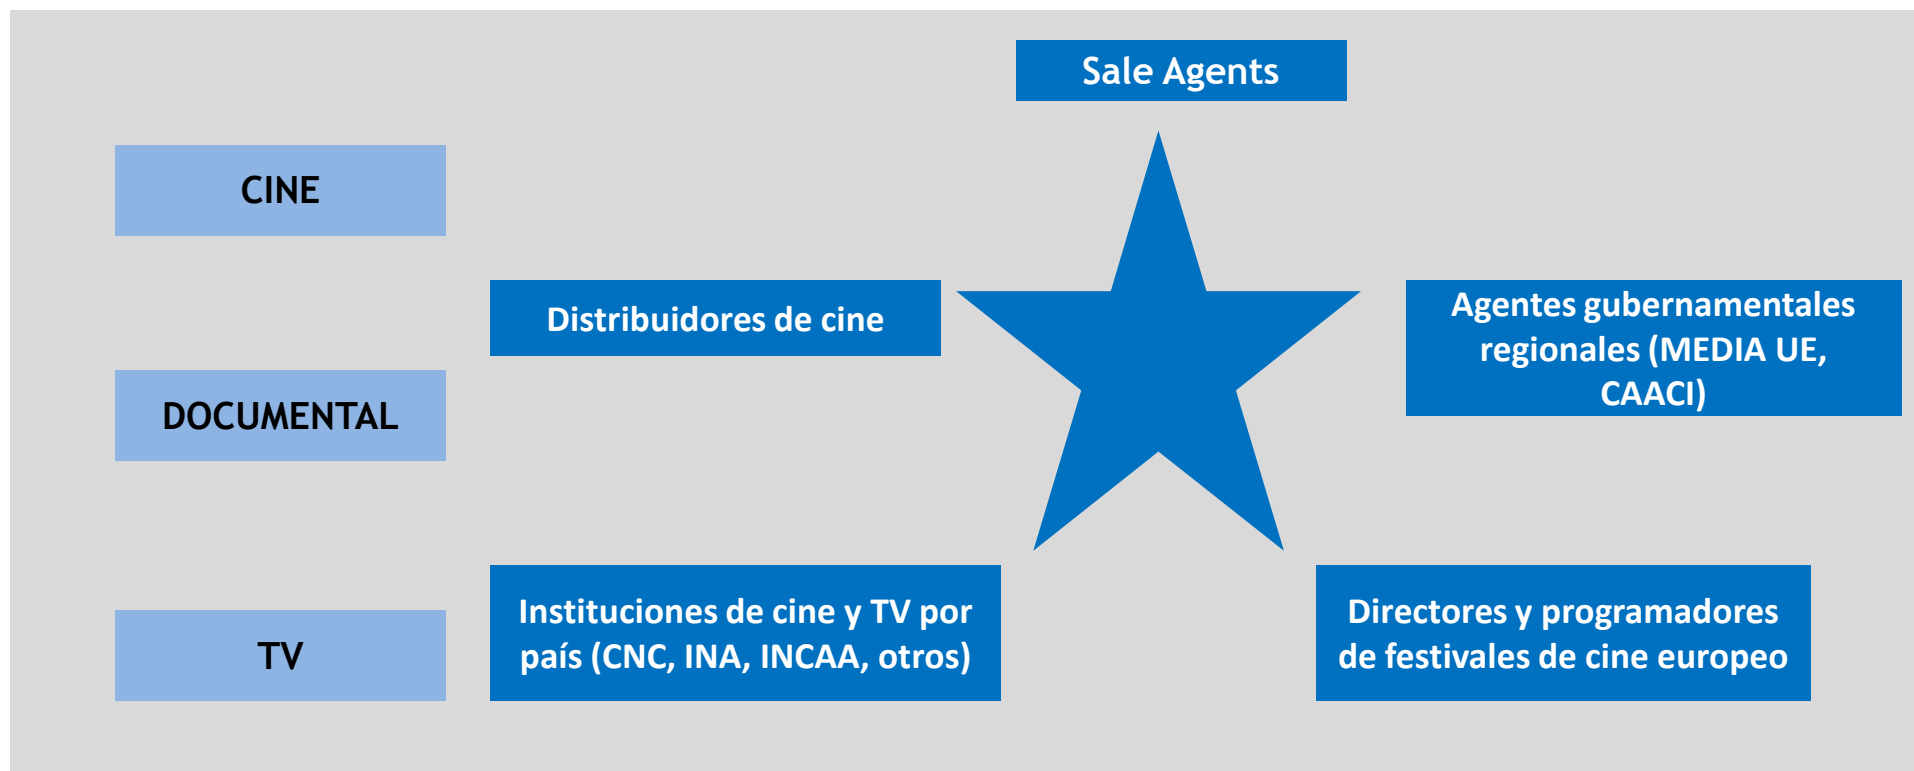 Sale Agents
CINE
Distribuidores de cine
Agentes gubernamentales
regionales (MEDIA UE,
CAACI)
DOCUMENTAL
Instituciones de cine y TV por
país (CNC, INA, INCAA, otros)
Directores y programadores
de festivales de cine europeo
TV